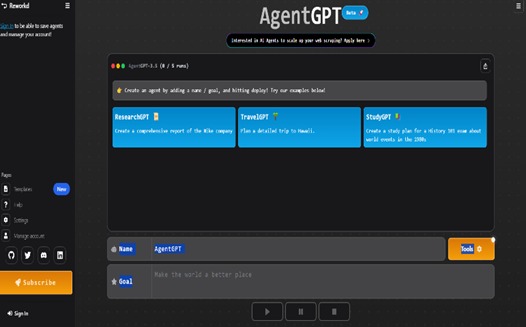 Reworkd
Sign in to be able to save agents
and manage your account!
Pages
Templates
New
Help
Settings
Manage account
Subscribe
Sign In
AgentGPT
Beta 🚀
Interested in AI Agents to scale up your web scraping? Apply here
AgentGPT-3.5 (0 / 5 runs)
👉 Create an agent by adding a name / goal, and hitting deploy! Try our examples below!
ResearchGPT 📜
Create a comprehensive report of the Nike company
TravelGPT 🌴
Plan a detailed trip to Hawaii.
StudyGPT 📚
Create a study plan for a History 101 exam about
world events in the 1980s
Name
AgentGPT
Tools
Goal
Make the world a better place